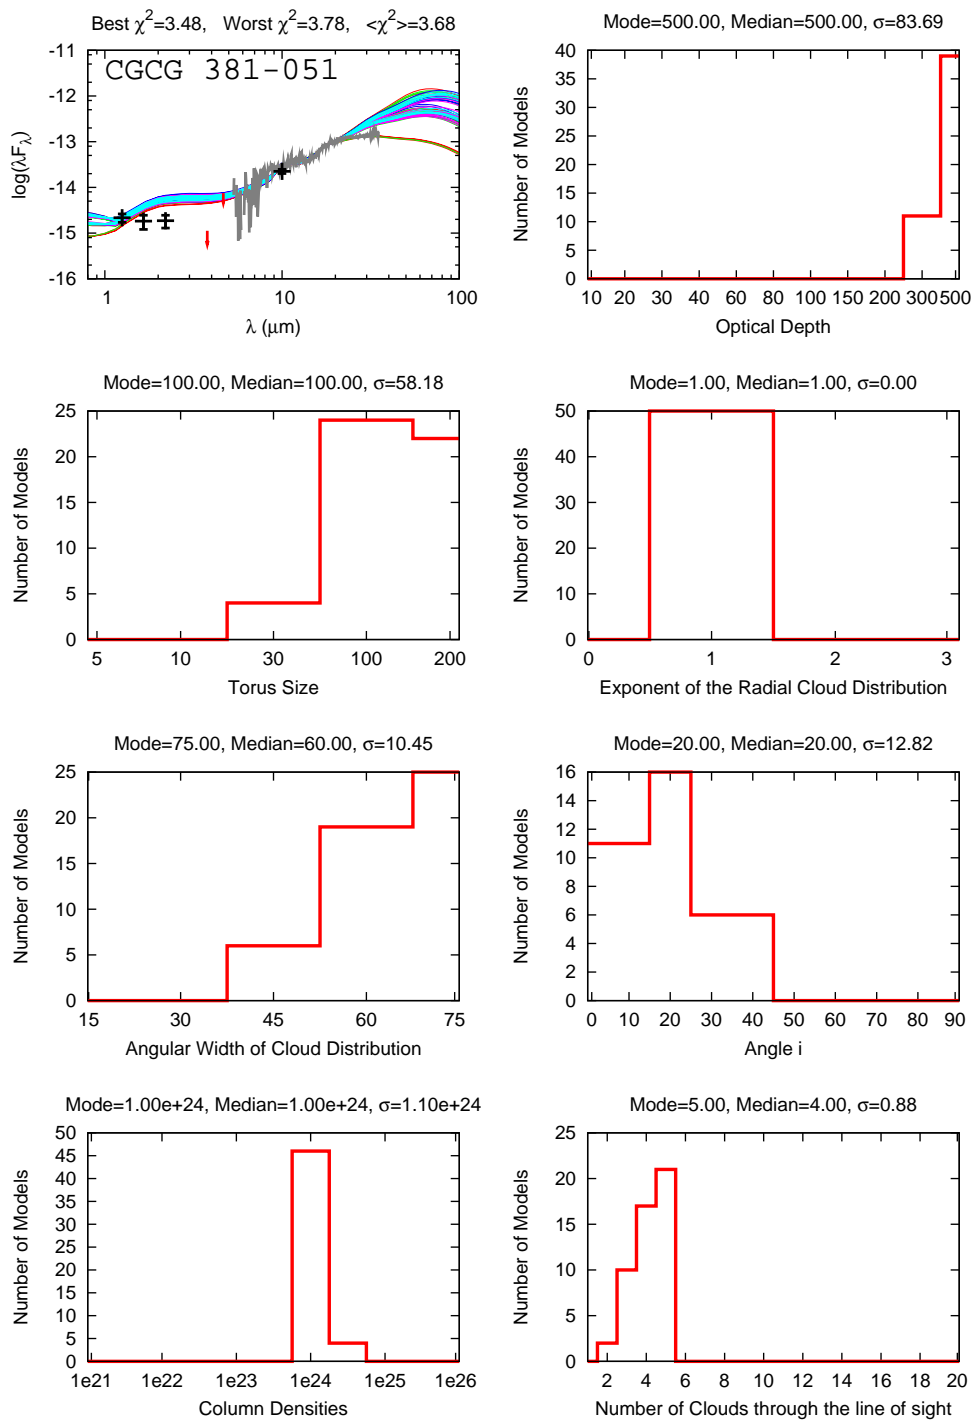 Best χ²=3.48, Worst χ²=3.78, <χ²>=3.68
CGCG 381-051
log(λFλ)
-11
-12
-13
-14
-15
-16
1 10 100
λ (μm)
Mode=500.00, Median=500.00, σ=83.69
Number of Models
40
35
30
25
20
15
10
5
0
10 20 30 40 60 80 100 150 200 300 500
Optical Depth
Mode=100.00, Median=100.00, σ=58.18
Number of Models
25
20
15
10
5
0
5 10 30 100 200
Torus Size
Mode=1.00, Median=1.00, σ=0.00
Number of Models
50
40
30
20
10
0
0 1 2 3
Exponent of the Radial Cloud Distribution
Mode=75.00, Median=60.00, σ=10.45
Number of Models
25
20
15
10
5
0
15 30 45 60 75
Angular Width of Cloud Distribution
Mode=20.00, Median=20.00, σ=12.82
Number of Models
16
14
12
10
8
6
4
2
0
0 10 20 30 40 50 60 70 80 90
Angle i
Mode=1.00e+24, Median=1.00e+24, σ=1.10e+24
Number of Models
50
45
40
35
30
25
20
15
10
5
0
1e21 1e22 1e23 1e24 1e25 1e26
Column Densities
Mode=5.00, Median=4.00, σ=0.88
Number of Models
25
20
15
10
5
0
2 4 6 8 10 12 14 16 18 20
Number of Clouds through the line of sight